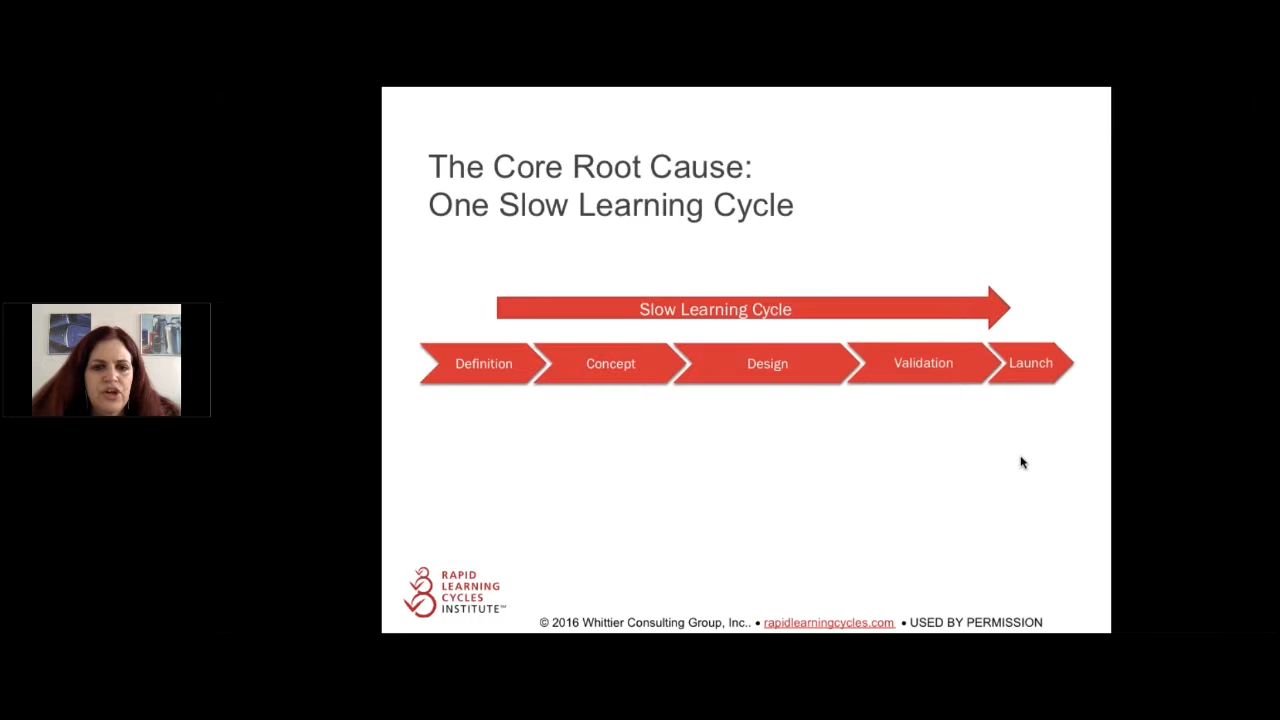 The Core Root Cause:
One Slow Learning Cycle
Slow Learning Cycle
Definition
Concept
Design
Validation
Launch
RAPID
LEARNING
CYCLES
INSTITUTE™
© 2016 Whittier Consulting Group, Inc.. • rapidlearningcycles.com • USED BY PERMISSION